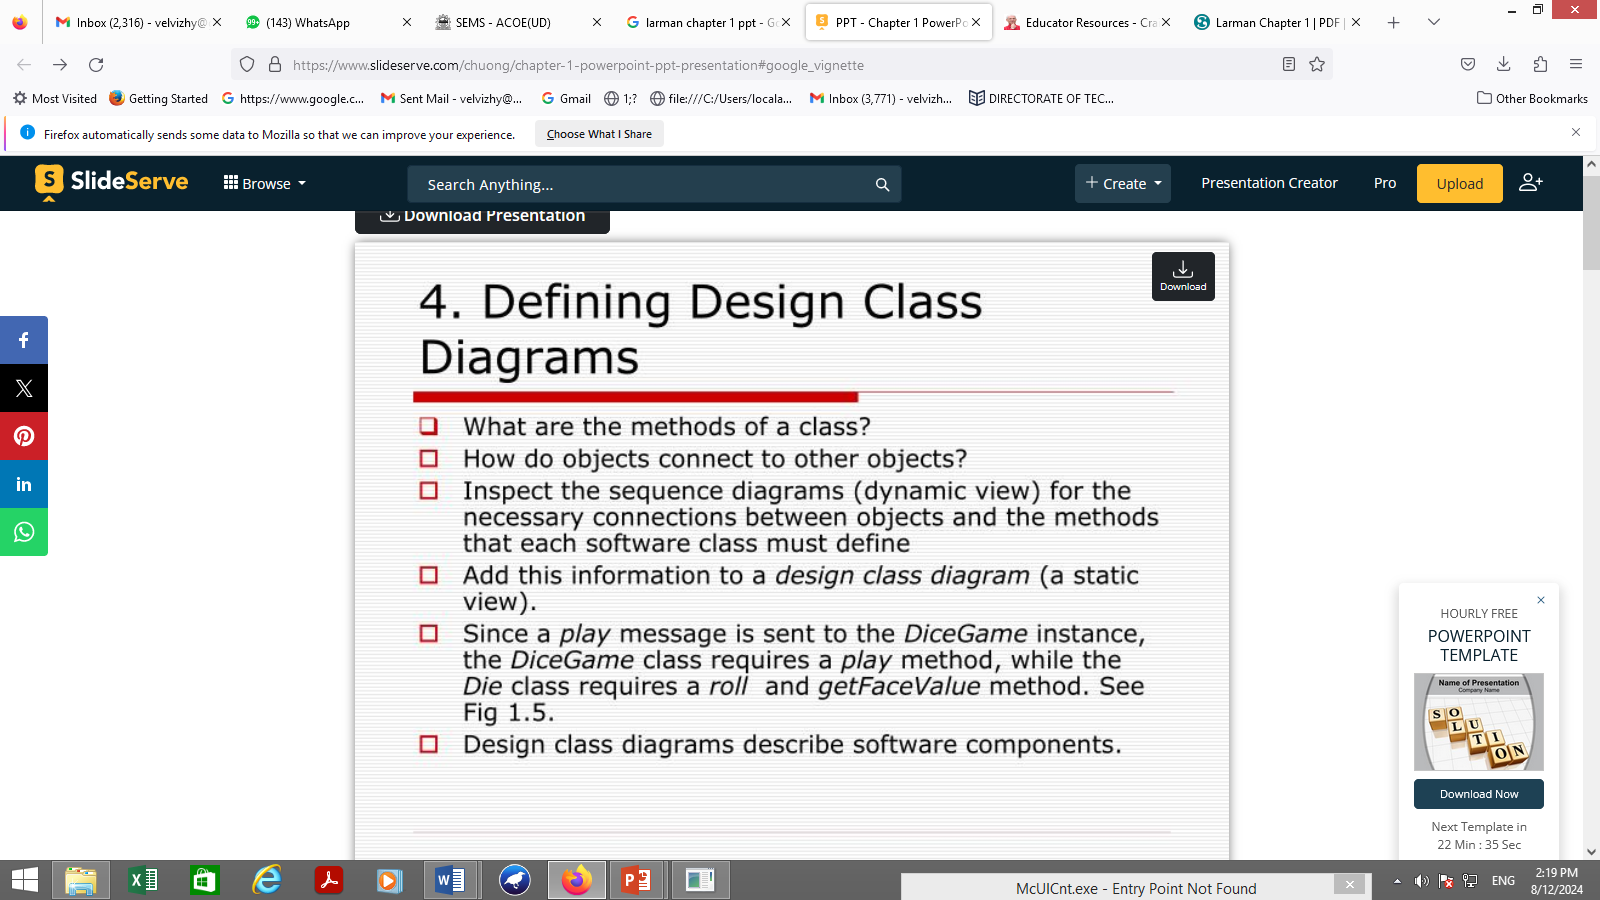 Inbox (2,316) - velvizhy@
(143) WhatsApp
SEMS - ACOE(UD)
larman chapter 1 ppt - Go
PPT - Chapter 1 PowerPo
Educator Resources - Cra
Larman Chapter 1 | PDF |
https://www.slideserve.com/chuong/chapter-1-powerpoint-ppt-presentation#google_vignette
Most Visited
Getting Started
https://www.google.c...
Sent Mail - velvizhy@...
Gmail
1;?
file:///C:/Users/locala...
Inbox (3,771) - velvizh...
DIRECTORATE OF TEC...
Other Bookmarks
Firefox automatically sends some data to Mozilla so that we can improve your experience.
Choose What I Share
S SlideServe
Browse
Search Anything...
Create
Presentation Creator
Pro
Upload
Download Presentation
Download
4. Defining Design Class
Diagrams
What are the methods of a class?
How do objects connect to other objects?
Inspect the sequence diagrams (dynamic view) for the
necessary connections between objects and the methods
that each software class must define
Add this information to a design class diagram (a static
view).
Since a play message is sent to the DiceGame instance,
the DiceGame class requires a play method, while the
Die class requires a roll and getFaceValue method. See
Fig 1.5.
Design class diagrams describe software components.
HOURLY FREE
POWERPOINT
TEMPLATE
Name of Presentation
Company Name
SOLUTION
Download Now
Next Template in
22 Min : 35 Sec
McUICnt.exe - Entry Point Not Found
ENG
2:19 PM
8/12/2024